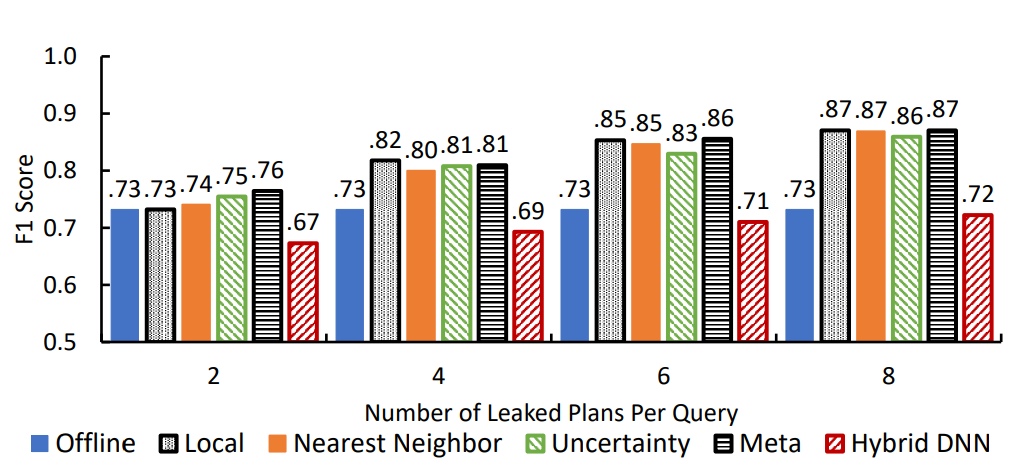 1.0
0.9
0.8
0.7
0.6
0.5
F1 Score
.73 .73 .74 .75 .76 .67
.73 .82 .80 .81 .81 .69
.73 .85 .85 .83 .86 .71
.73 .87 .87 .86 .87 .72
2 4 6 8
Number of Leaked Plans Per Query
Offline Local Nearest Neighbor Uncertainty Meta Hybrid DNN